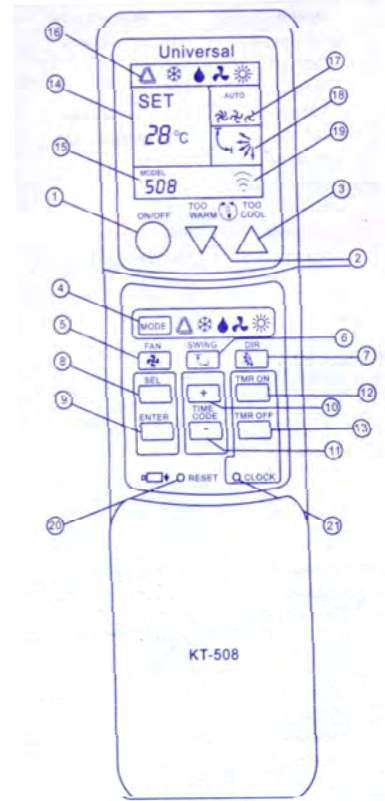 16
Universal
14
SET
AUTO
17
28°C
18
15
MODEL
508
19
1
ON/OFF
TOO WARM
TOO COOL
3
2
4
MODE
5
FAN
SWING
DIR
6
7
8
SEL
+
TMR ON
12
9
ENTER
TIME
CODE
10
TMR OFF
13
-
11
RESET
CLOCK
20
21
KT-508